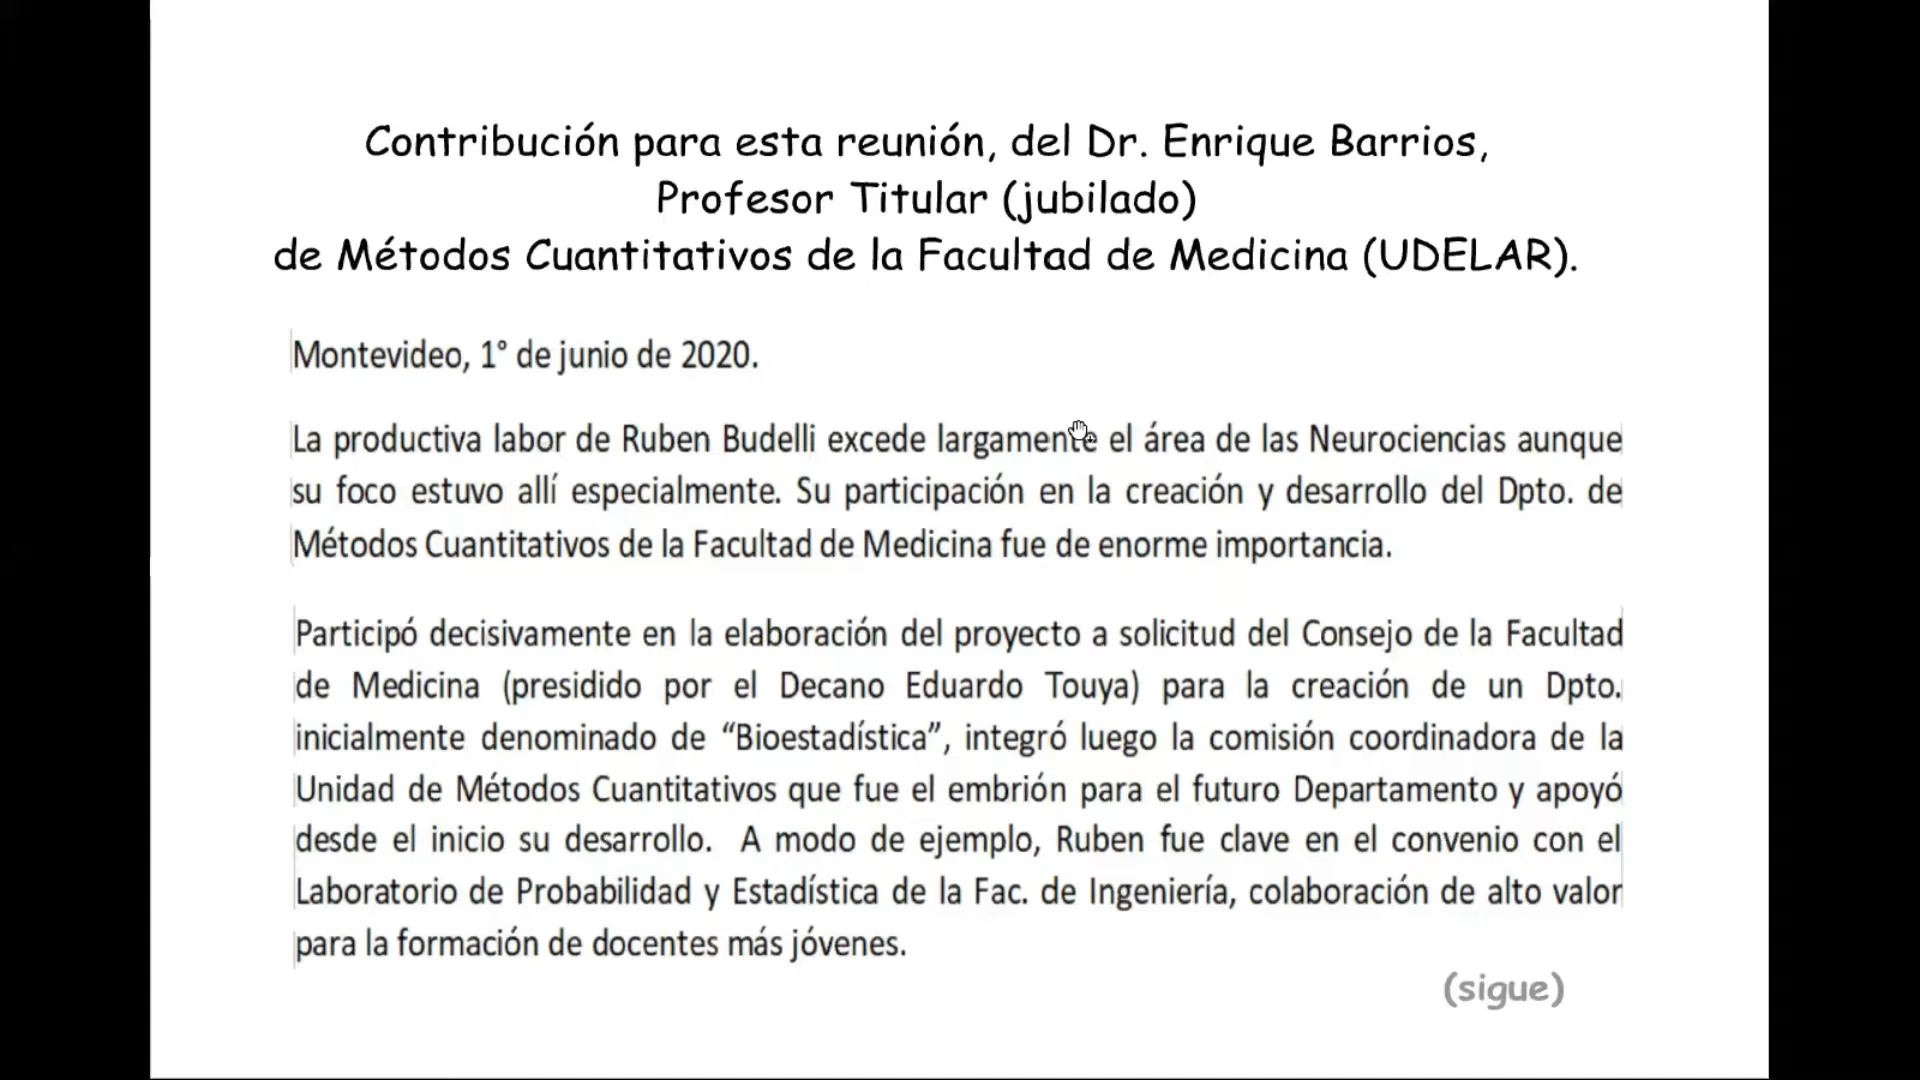 Contribución para esta reunión, del Dr. Enrique Barrios,
Profesor Titular (jubilado)
de Métodos Cuantitativos de la Facultad de Medicina (UDELAR).
Montevideo, 1° de junio de 2020.
La productiva labor de Ruben Budelli excede largamente el área de las Neurociencias aunque
su foco estuvo allí especialmente. Su participación en la creación y desarrollo del Dpto. de
Métodos Cuantitativos de la Facultad de Medicina fue de enorme importancia.
Participó decisivamente en la elaboración del proyecto a solicitud del Consejo de la Facultad
de Medicina (presidido por el Decano Eduardo Touya) para la creación de un Dpto.
inicialmente denominado de “Bioestadística”, integró luego la comisión coordinadora de la
Unidad de Métodos Cuantitativos que fue el embrión para el futuro Departamento y apoyó
desde el inicio su desarrollo. A modo de ejemplo, Ruben fue clave en el convenio con el
Laboratorio de Probabilidad y Estadística de la Fac. de Ingeniería, colaboración de alto valor
para la formación de docentes más jóvenes.
(sigue)